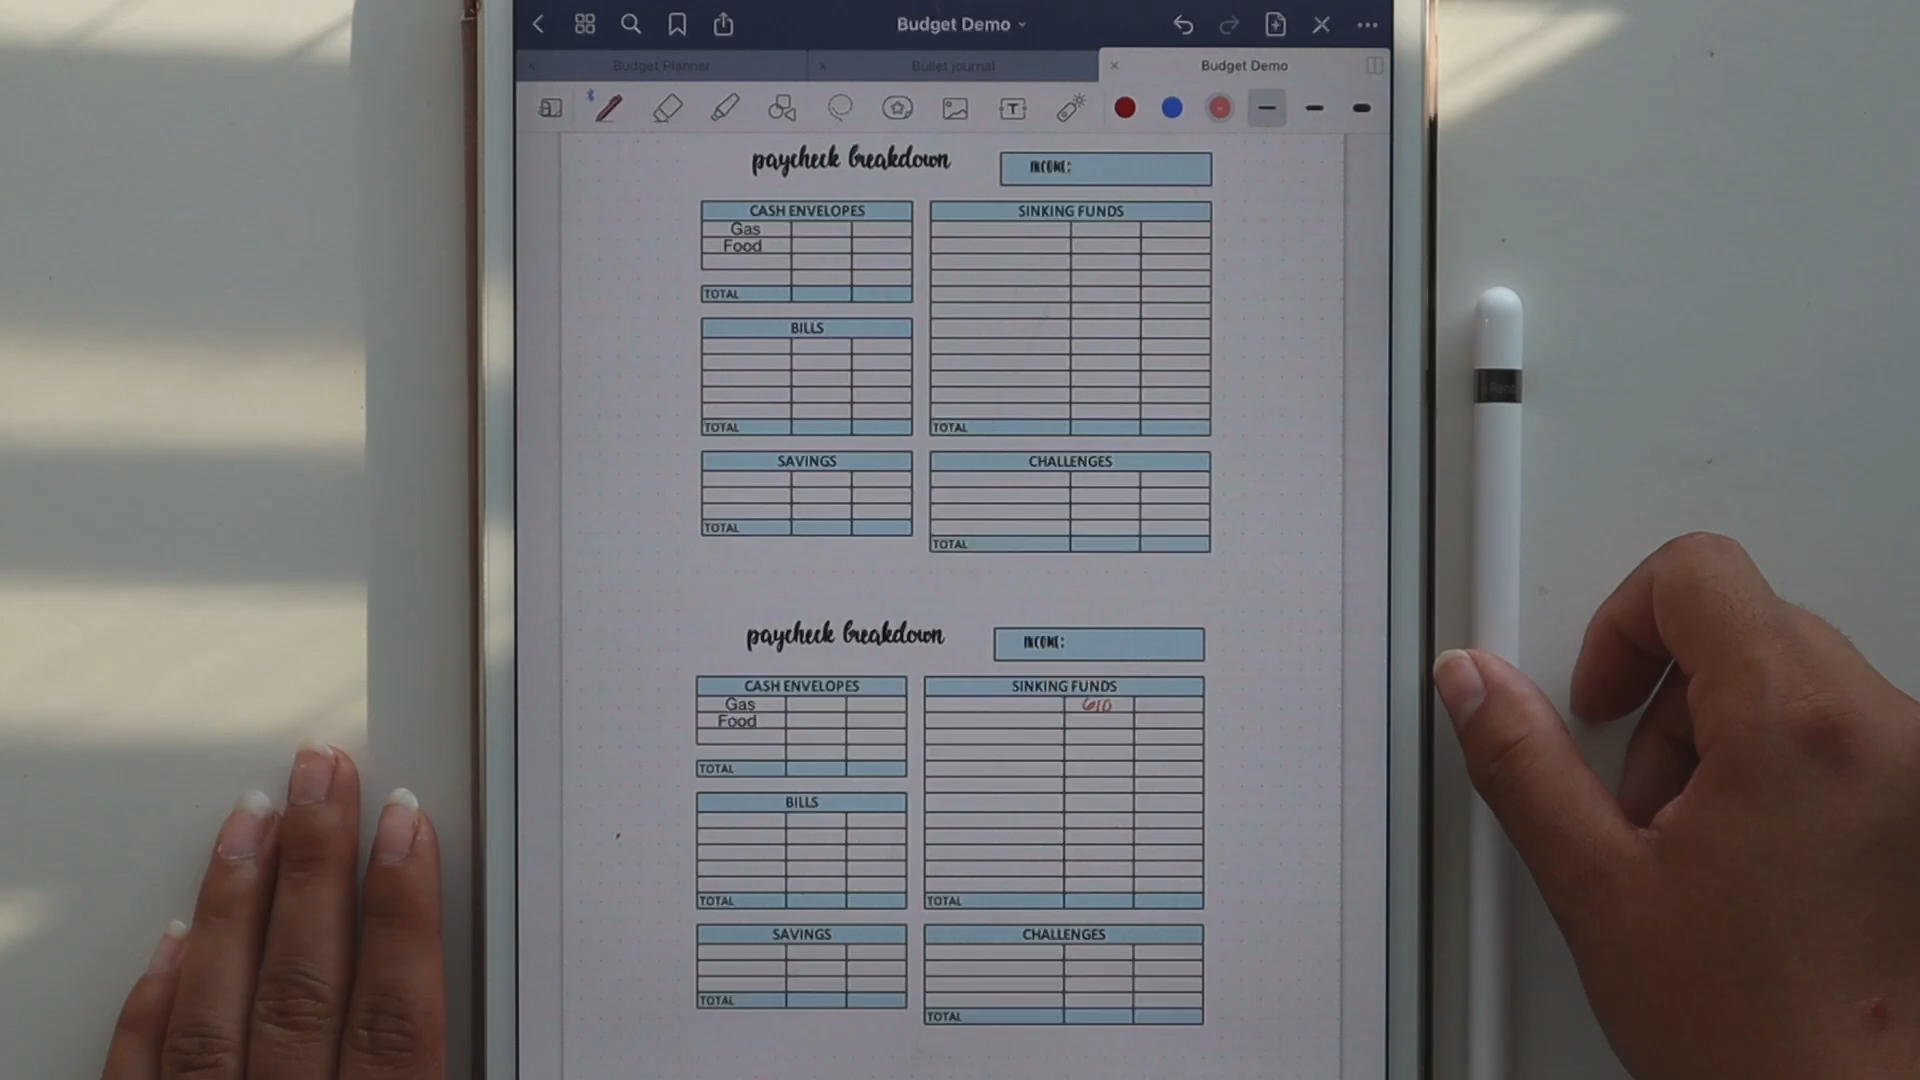 Budget Demo
Budget Planner
Bullet journal
Budget Demo
paycheck breakdown
INCOME:
CASH ENVELOPES
Gas
Food
TOTAL
SINKING FUNDS
TOTAL
BILLS
TOTAL
SAVINGS
TOTAL
CHALLENGES
TOTAL
paycheck breakdown
INCOME:
CASH ENVELOPES
Gas
Food
TOTAL
SINKING FUNDS
TOTAL
BILLS
TOTAL
SAVINGS
TOTAL
CHALLENGES
TOTAL